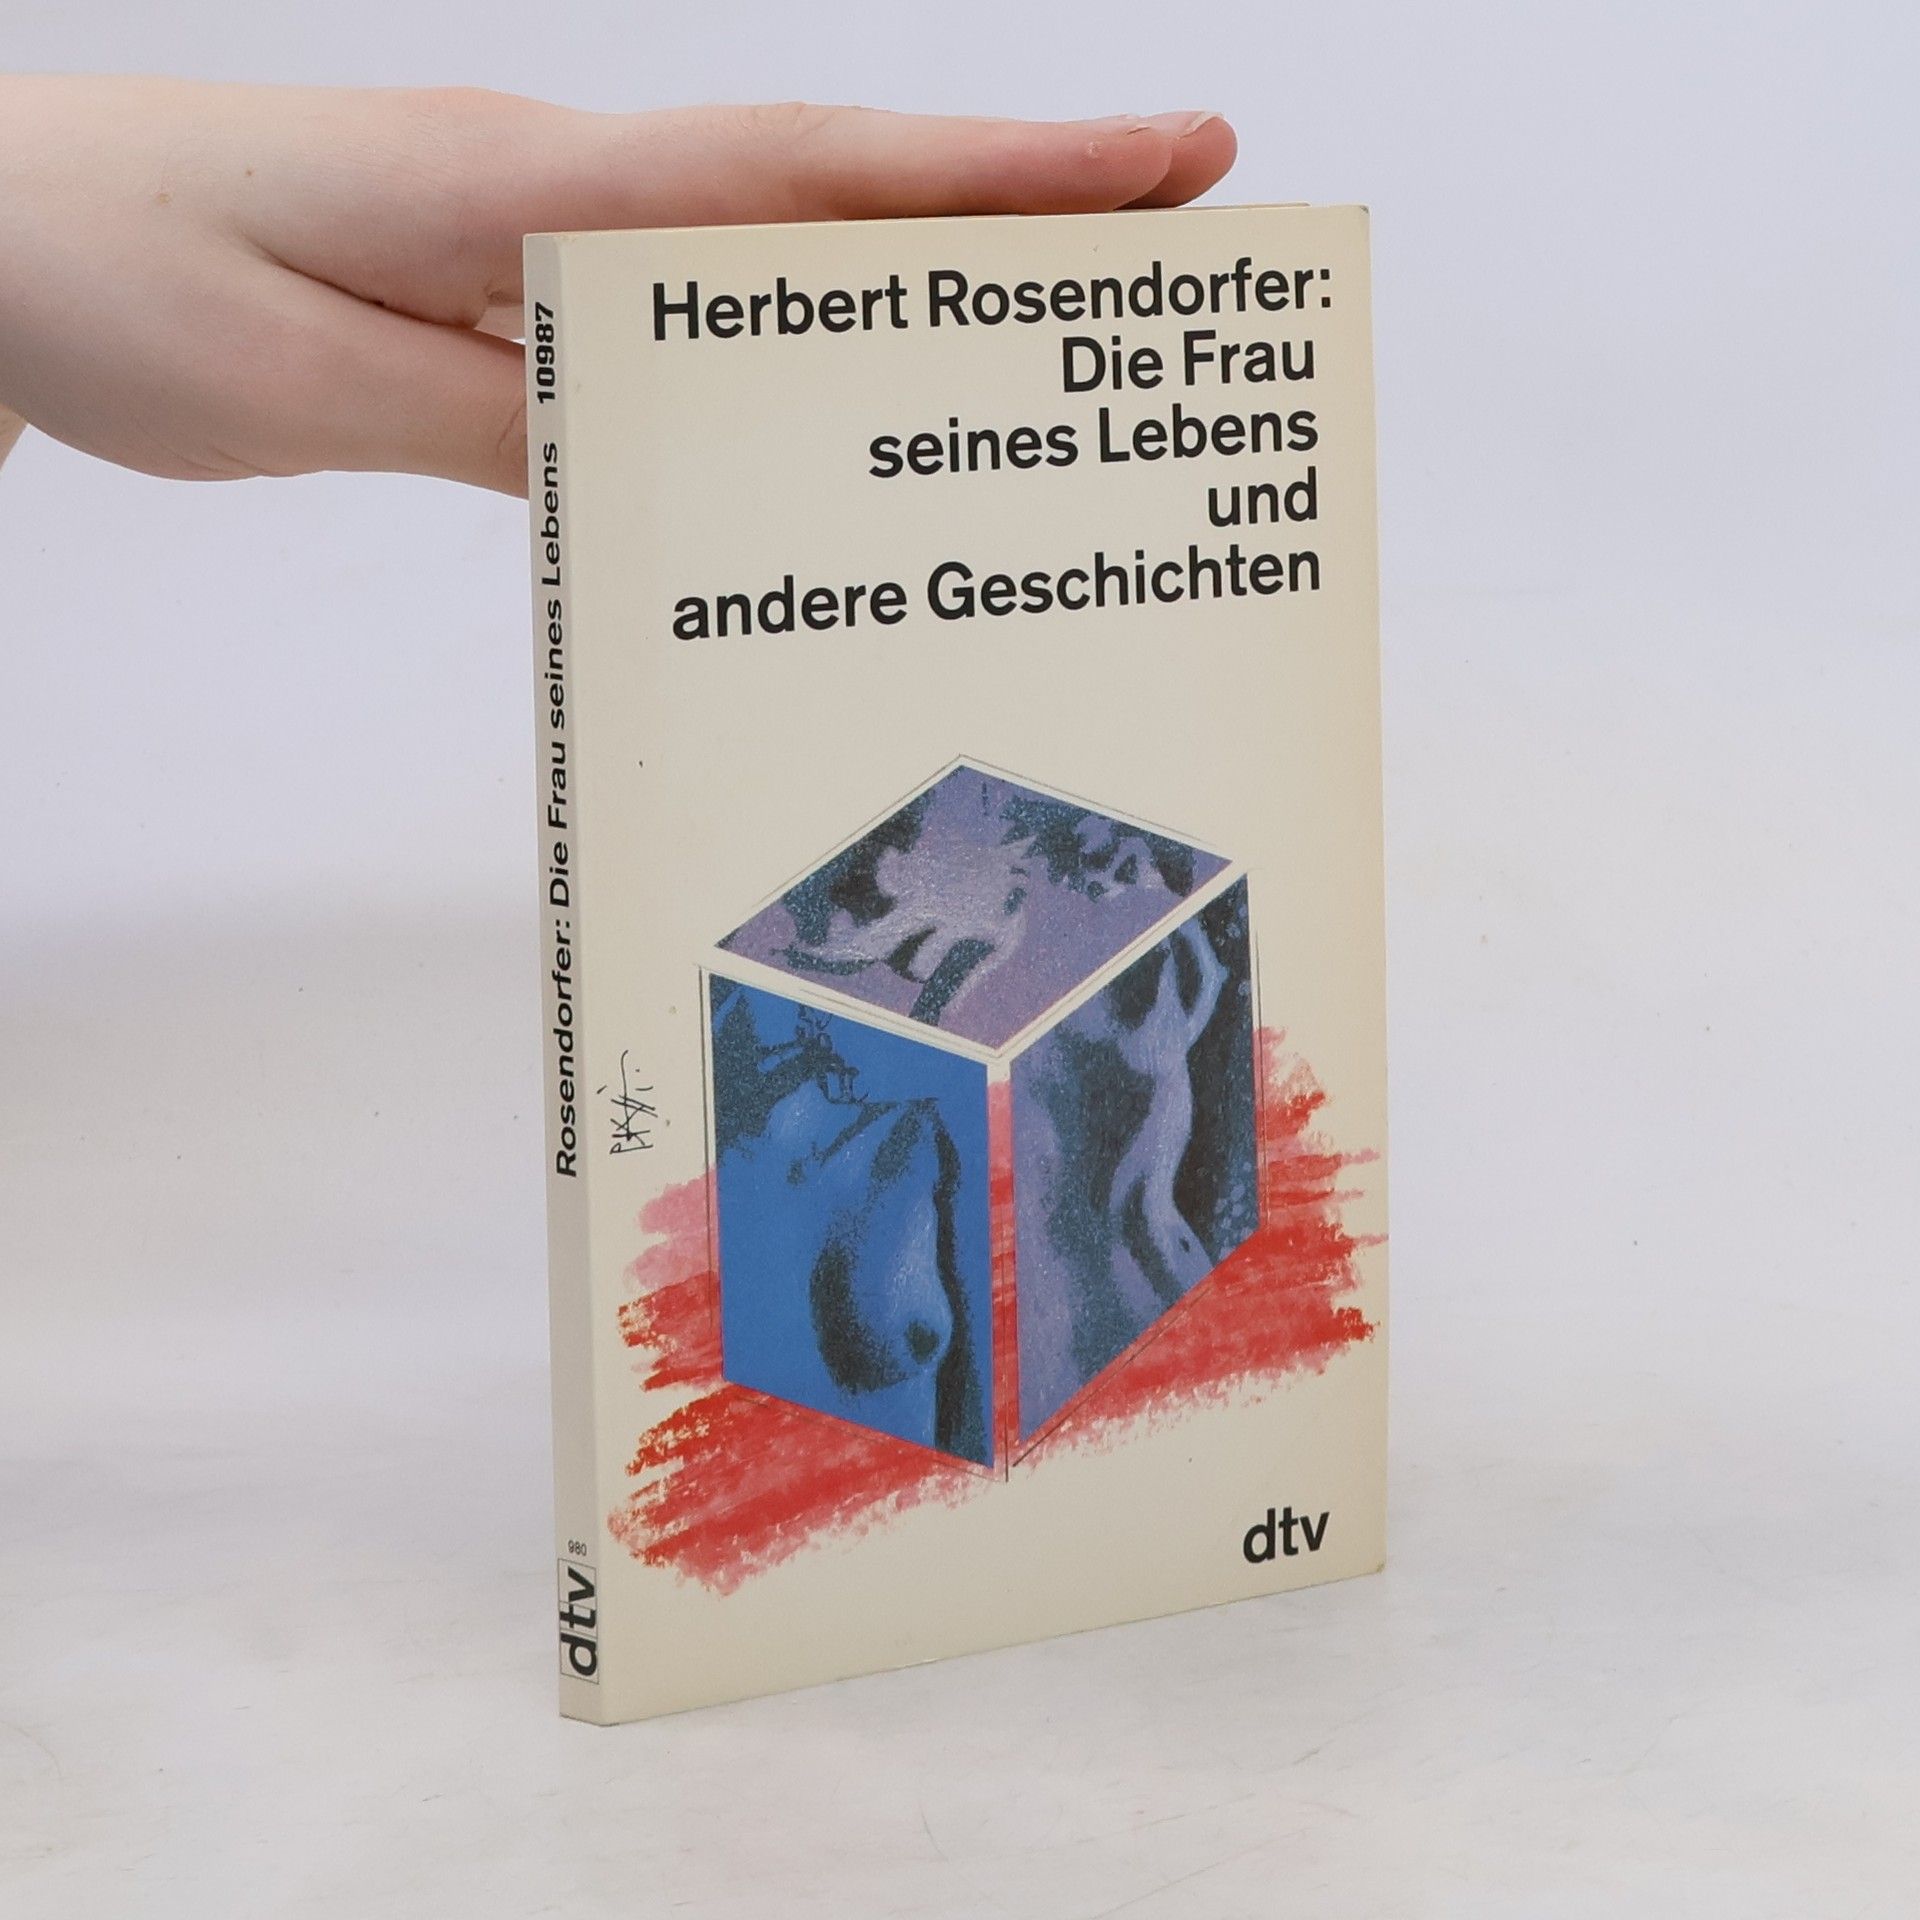 Herbert Rosendorfer:
Die Frau
seines Lebens
und
andere Geschichten
dtv
Rosendorfer: Die Frau seines Lebens 10987
980
dtv